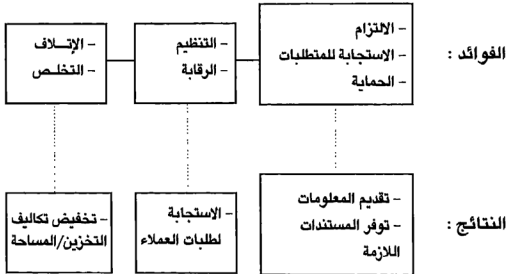 الفوائد :
– الالتزام
– الاستجابة للمتطلبات
– الحماية
– التنظيم
– الرقابة
– الإتلاف
– التخلص
النتائج :
– تقديم المعلومات
– توفر المستندات
اللازمة
– الاستجابة
لطلبات العملاء
– تخفيض تكاليف
التخزين/المساحة